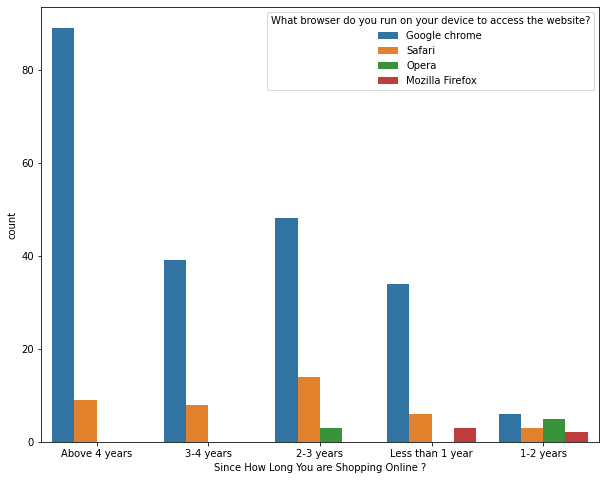 What browser do you run on your device to access the website?
Google chrome
Safari
Opera
Mozilla Firefox
80
60
40
20
0
count
Above 4 years
3-4 years
2-3 years
Less than 1 year
1-2 years
Since How Long You are Shopping Online ?